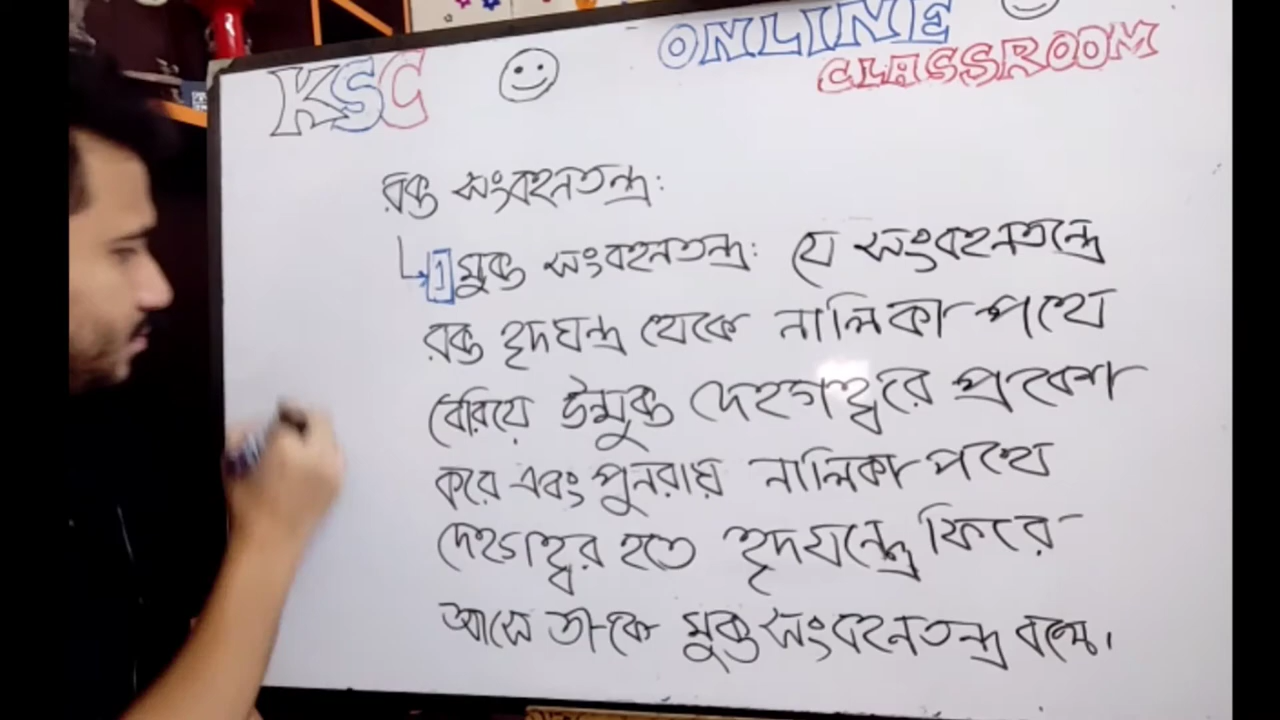 KSC
ONLINE
CLASSROOM
রক্ত সংবহনতন্ত্র:
1 মুক্ত সংবহনতন্ত্র: যে সংবহনতন্ত্রে
রক্ত হৃদযন্ত্র থেকে নালিকা পথে
বেরিয়ে উন্মুক্ত দেহগহ্বরে প্রবেশ
করে এবং পুনরায় নালিকা পথে
দেহগহ্বর হতে হৃদযন্ত্রে ফিরে
আসে তাকে মুক্ত সংবহনতন্ত্র বলে।